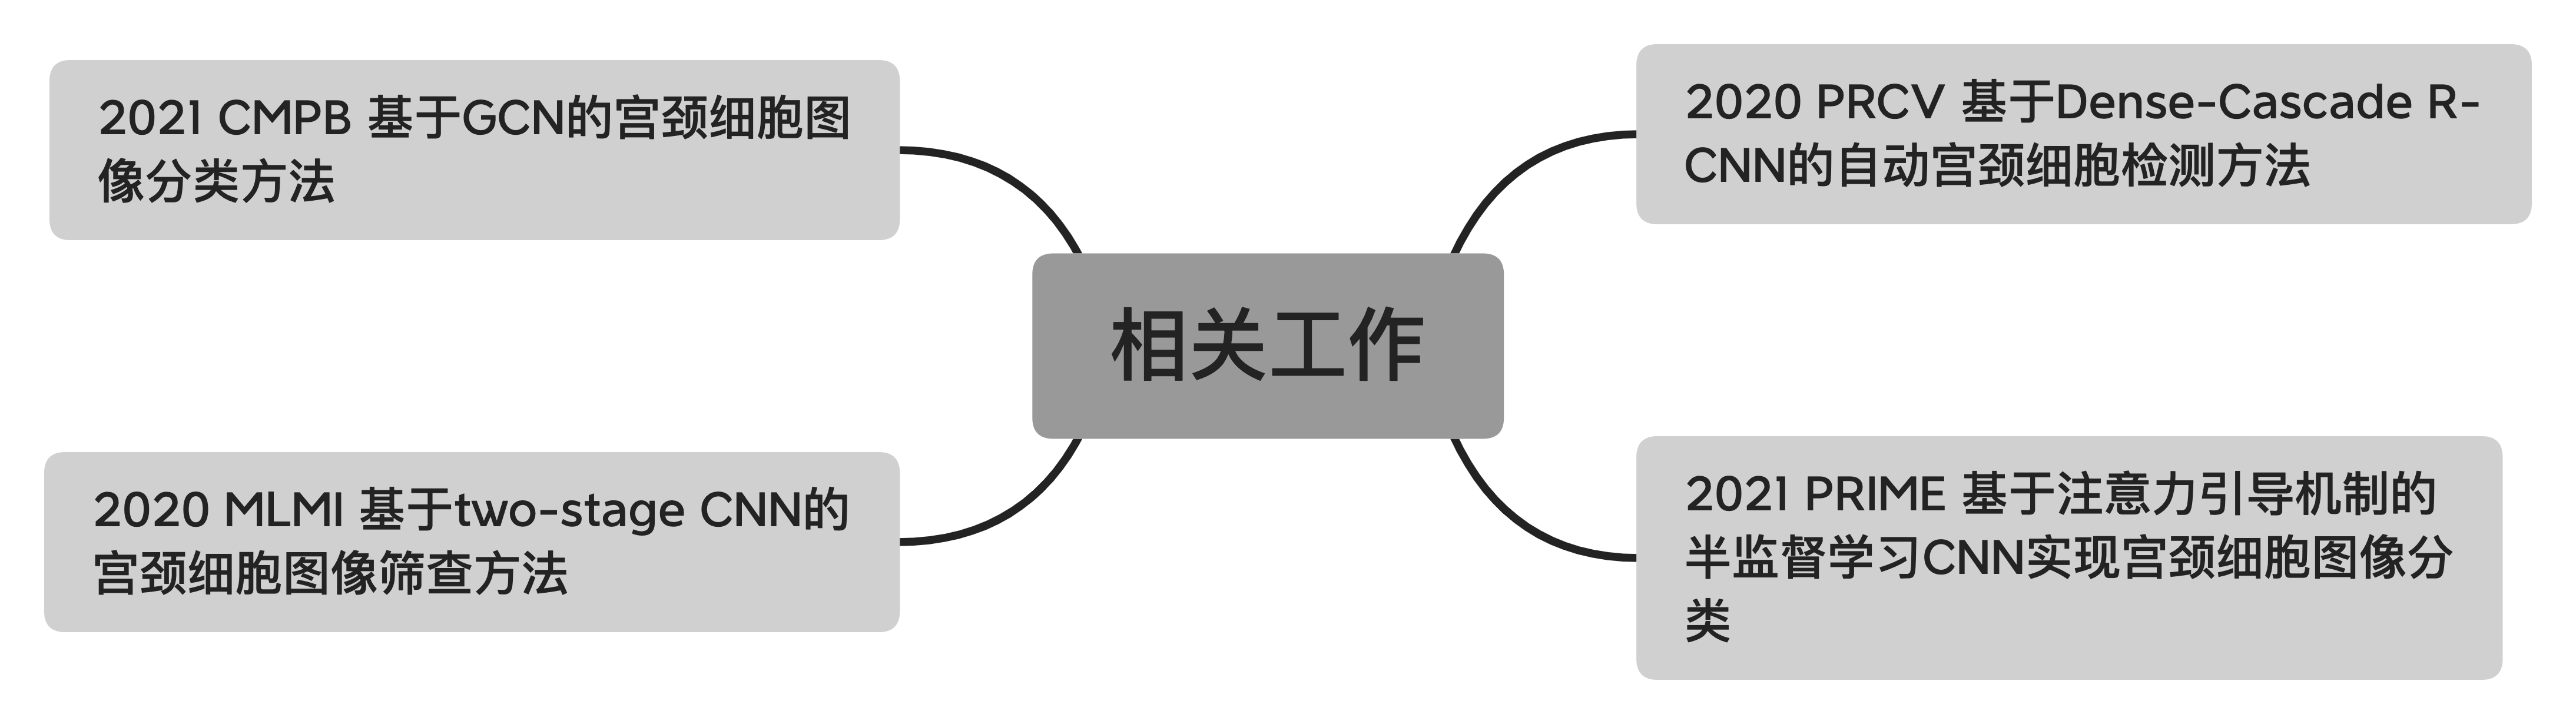 2021 CMPB 基于GCN的宫颈细胞图
像分类方法
2020 PRCV 基于Dense-Cascade R-
CNN的自动宫颈细胞检测方法
相关工作
2020 MLMI 基于two-stage CNN的
宫颈细胞图像筛查方法
2021 PRIME 基于注意力引导机制的
半监督学习CNN实现宫颈细胞图像分
类